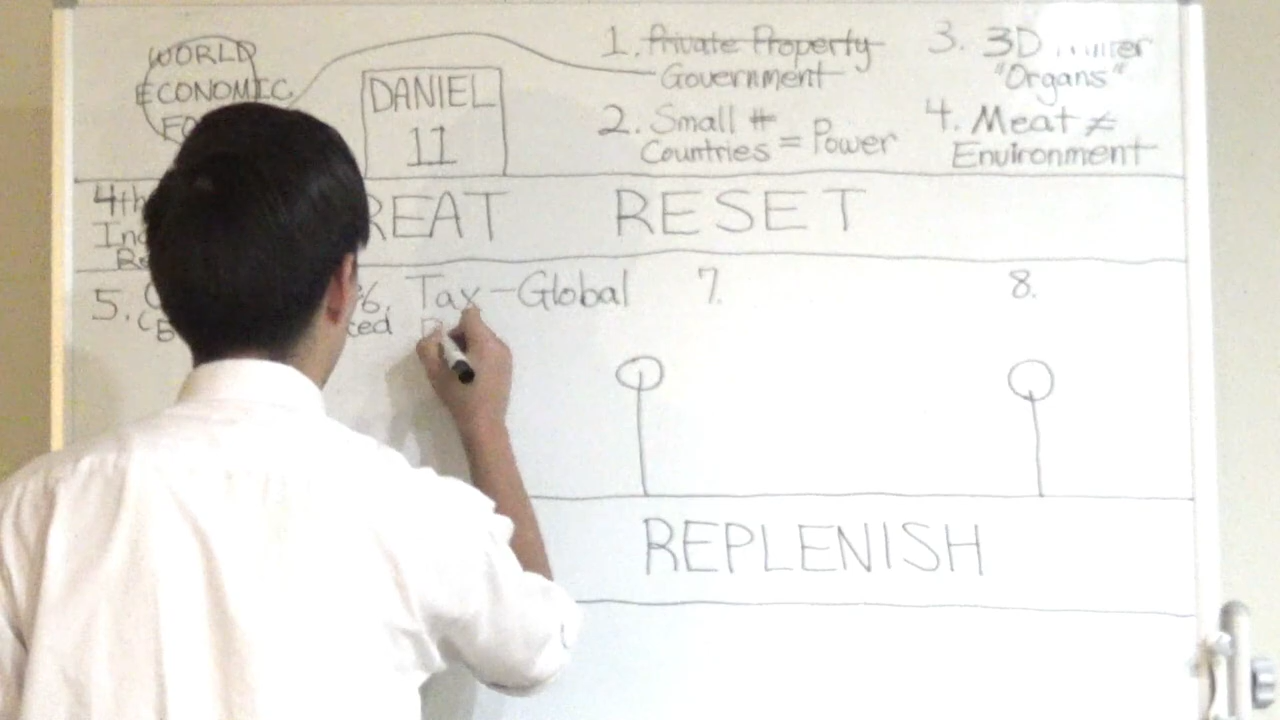 WORLD
ECONOMIC
DANIEL
11
1. Private Property
Government
2. Small #
Countries = Power
3. 3D
"Organs"
4. Meat ≠
Environment
4th
REAT RESET
5.
6. Tax-Global
7.
8.
REPLENISH